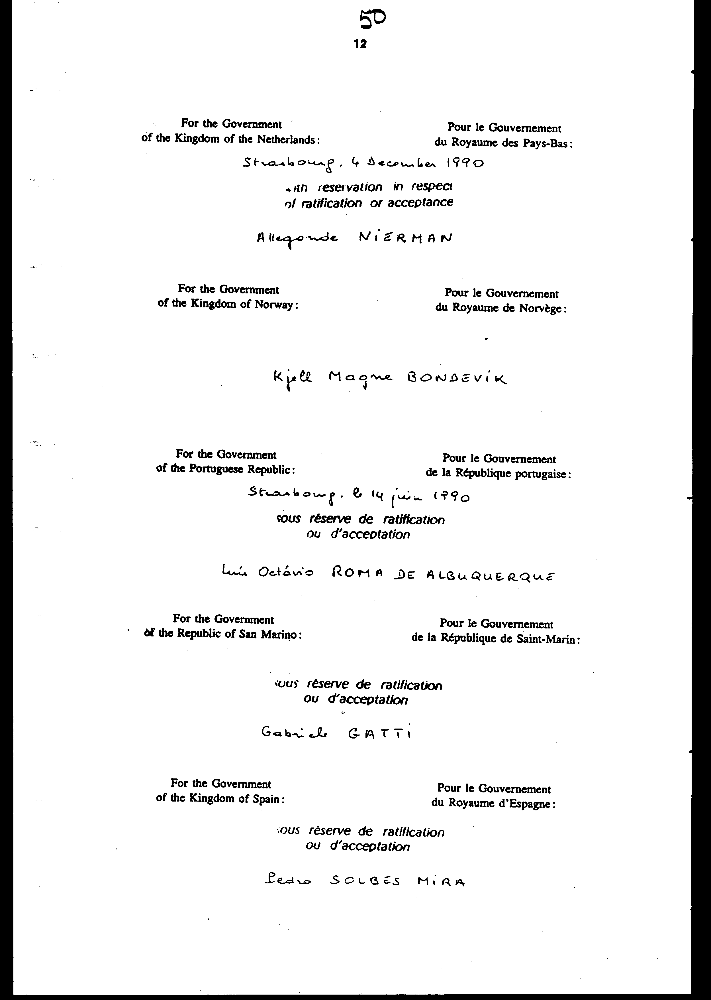 50
12
For the Government
of the Kingdom of the Netherlands:
Pour le Gouvernement
du Royaume des Pays-Bas:
Strasbourg, 4 December 1990
with reservation in respect
of ratification or acceptance
Allegonde NIERMAN
For the Government
of the Kingdom of Norway:
Pour le Gouvernement
du Royaume de Norvège:
Kjell Magne BONDEVIK
For the Government
of the Portuguese Republic:
Pour le Gouvernement
de la République portugaise:
Strasbourg, le 14 juin 1990
sous réserve de ratification
ou d'acceptation
Luis Octávio ROMA DE ALBUQUERQUE
For the Government
of the Republic of San Marino:
Pour le Gouvernement
de la République de Saint-Marin:
sous réserve de ratification
ou d'acceptation
Gabriele GATTI
For the Government
of the Kingdom of Spain:
Pour le Gouvernement
du Royaume d'Espagne:
sous réserve de ratification
ou d'acceptation
Pedro SOLBES MIRA